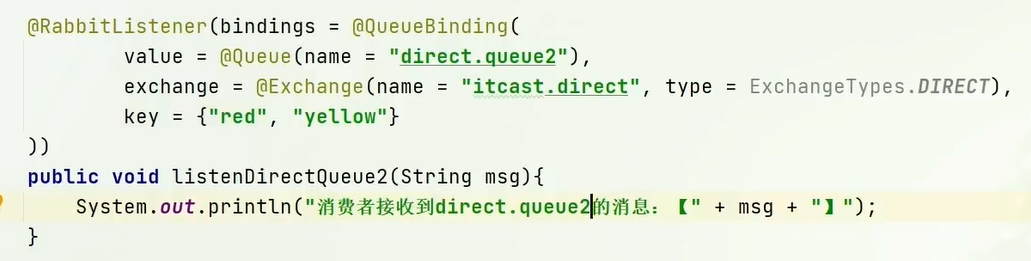 @RabbitListener(bindings = @QueueBinding(
value = @Queue(name = "direct.queue2"),
exchange = @Exchange(name = "itcast.direct", type = ExchangeTypes.DIRECT),
key = {"red", "yellow"}
))
public void listenDirectQueue2(String msg){
System.out.println("消费者接收到direct.queue2的消息：【" + msg + "】");
}